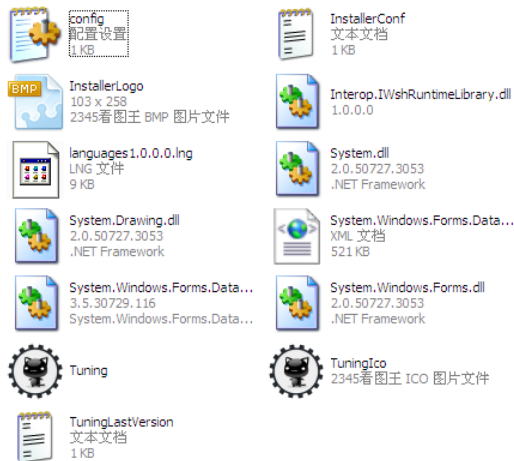 config
配置设置
1 KB
InstallerConf
文本文档
1 KB
BMP
InstallerLogo
103 x 258
2345看图王 BMP 图片文件
Interop.IWshRuntimeLibrary.dll
1.0.0.0
languages1.0.0.0.lng
LNG 文件
9 KB
System.dll
2.0.50727.3053
.NET Framework
System.Drawing.dll
2.0.50727.3053
.NET Framework
System.Windows.Forms.Data...
XML 文档
521 KB
System.Windows.Forms.Data...
3.5.30729.116
System.Windows.Forms.Data...
System.Windows.Forms.dll
2.0.50727.3053
.NET Framework
Tuning
TuningIco
2345看图王 ICO 图片文件
TuningLastVersion
文本文档
1 KB